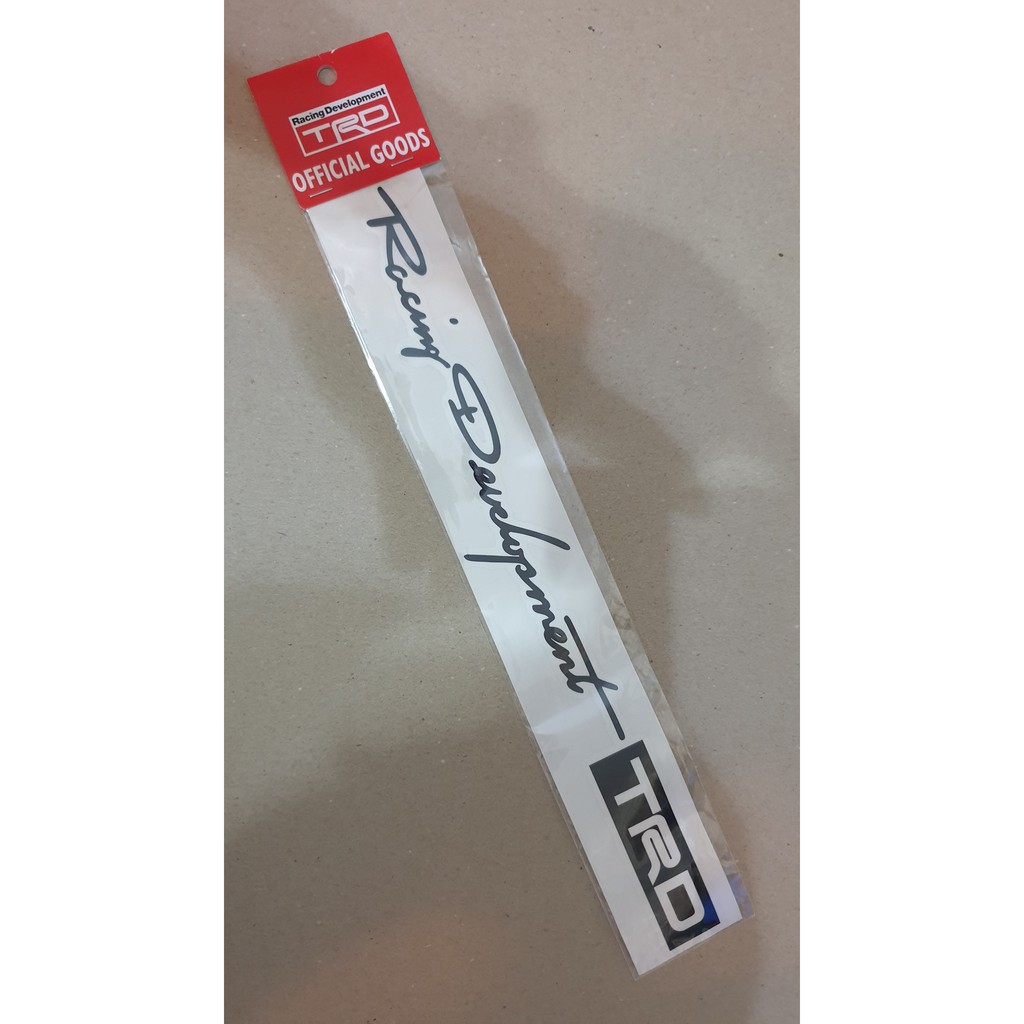 Racing Development
TRD
OFFICIAL GOODS
Racing Development
TRD